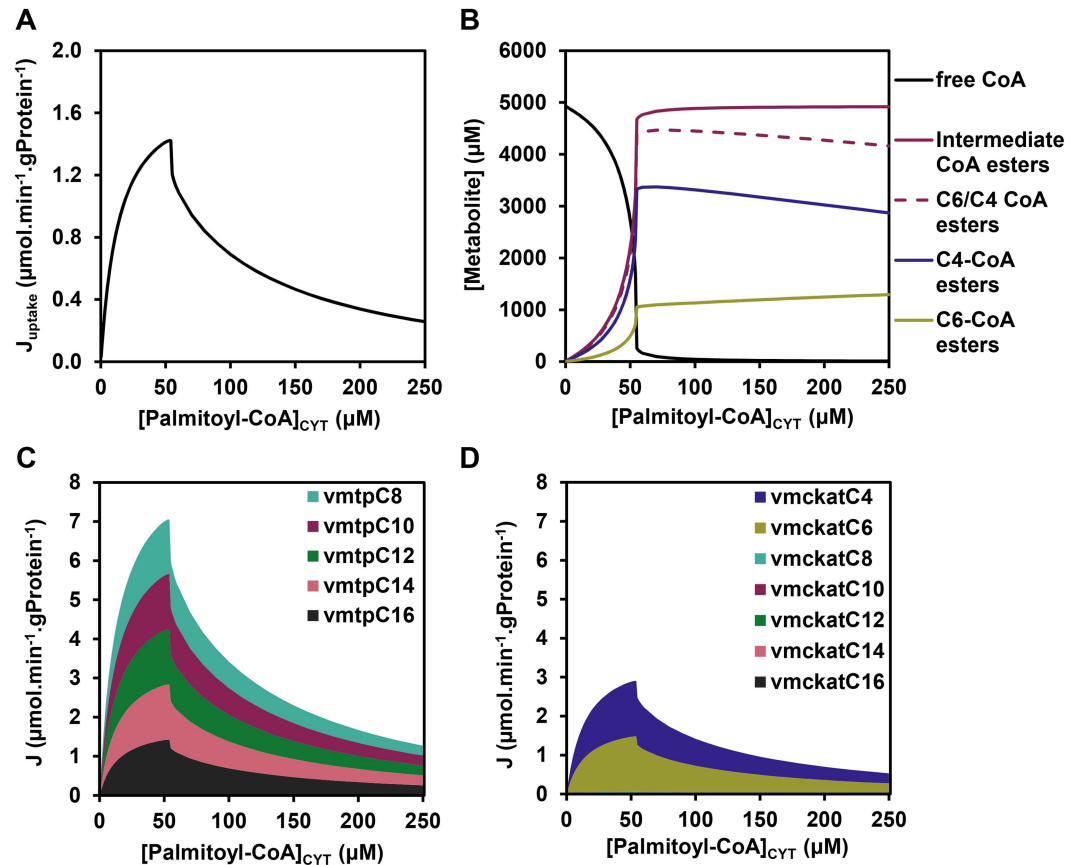 A
2.0
1.6
1.2
0.8
0.4
0.0
J_uptake (µmol.min⁻¹.gProtein⁻¹)
0
50
100
150
200
250
[Palmitoyl-CoA]_CYT (µM)
B
6000
5000
4000
3000
2000
1000
0
[Metabolite] (µM)
0
50
100
150
200
250
[Palmitoyl-CoA]_CYT (µM)
free CoA
Intermediate
CoA esters
C6/C4 CoA
esters
C4-CoA
esters
C6-CoA
esters
C
8
7
6
5
4
3
2
1
0
J (µmol.min⁻¹.gProtein⁻¹)
vmtpC8
vmtpC10
vmtpC12
vmtpC14
vmtpC16
0
50
100
150
200
250
[Palmitoyl-CoA]_CYT (µM)
D
8
7
6
5
4
3
2
1
0
J (µmol.min⁻¹.gProtein⁻¹)
vmckatC4
vmckatC6
vmckatC8
vmckatC10
vmckatC12
vmckatC14
vmckatC16
0
50
100
150
200
250
[Palmitoyl-CoA]_CYT (µM)